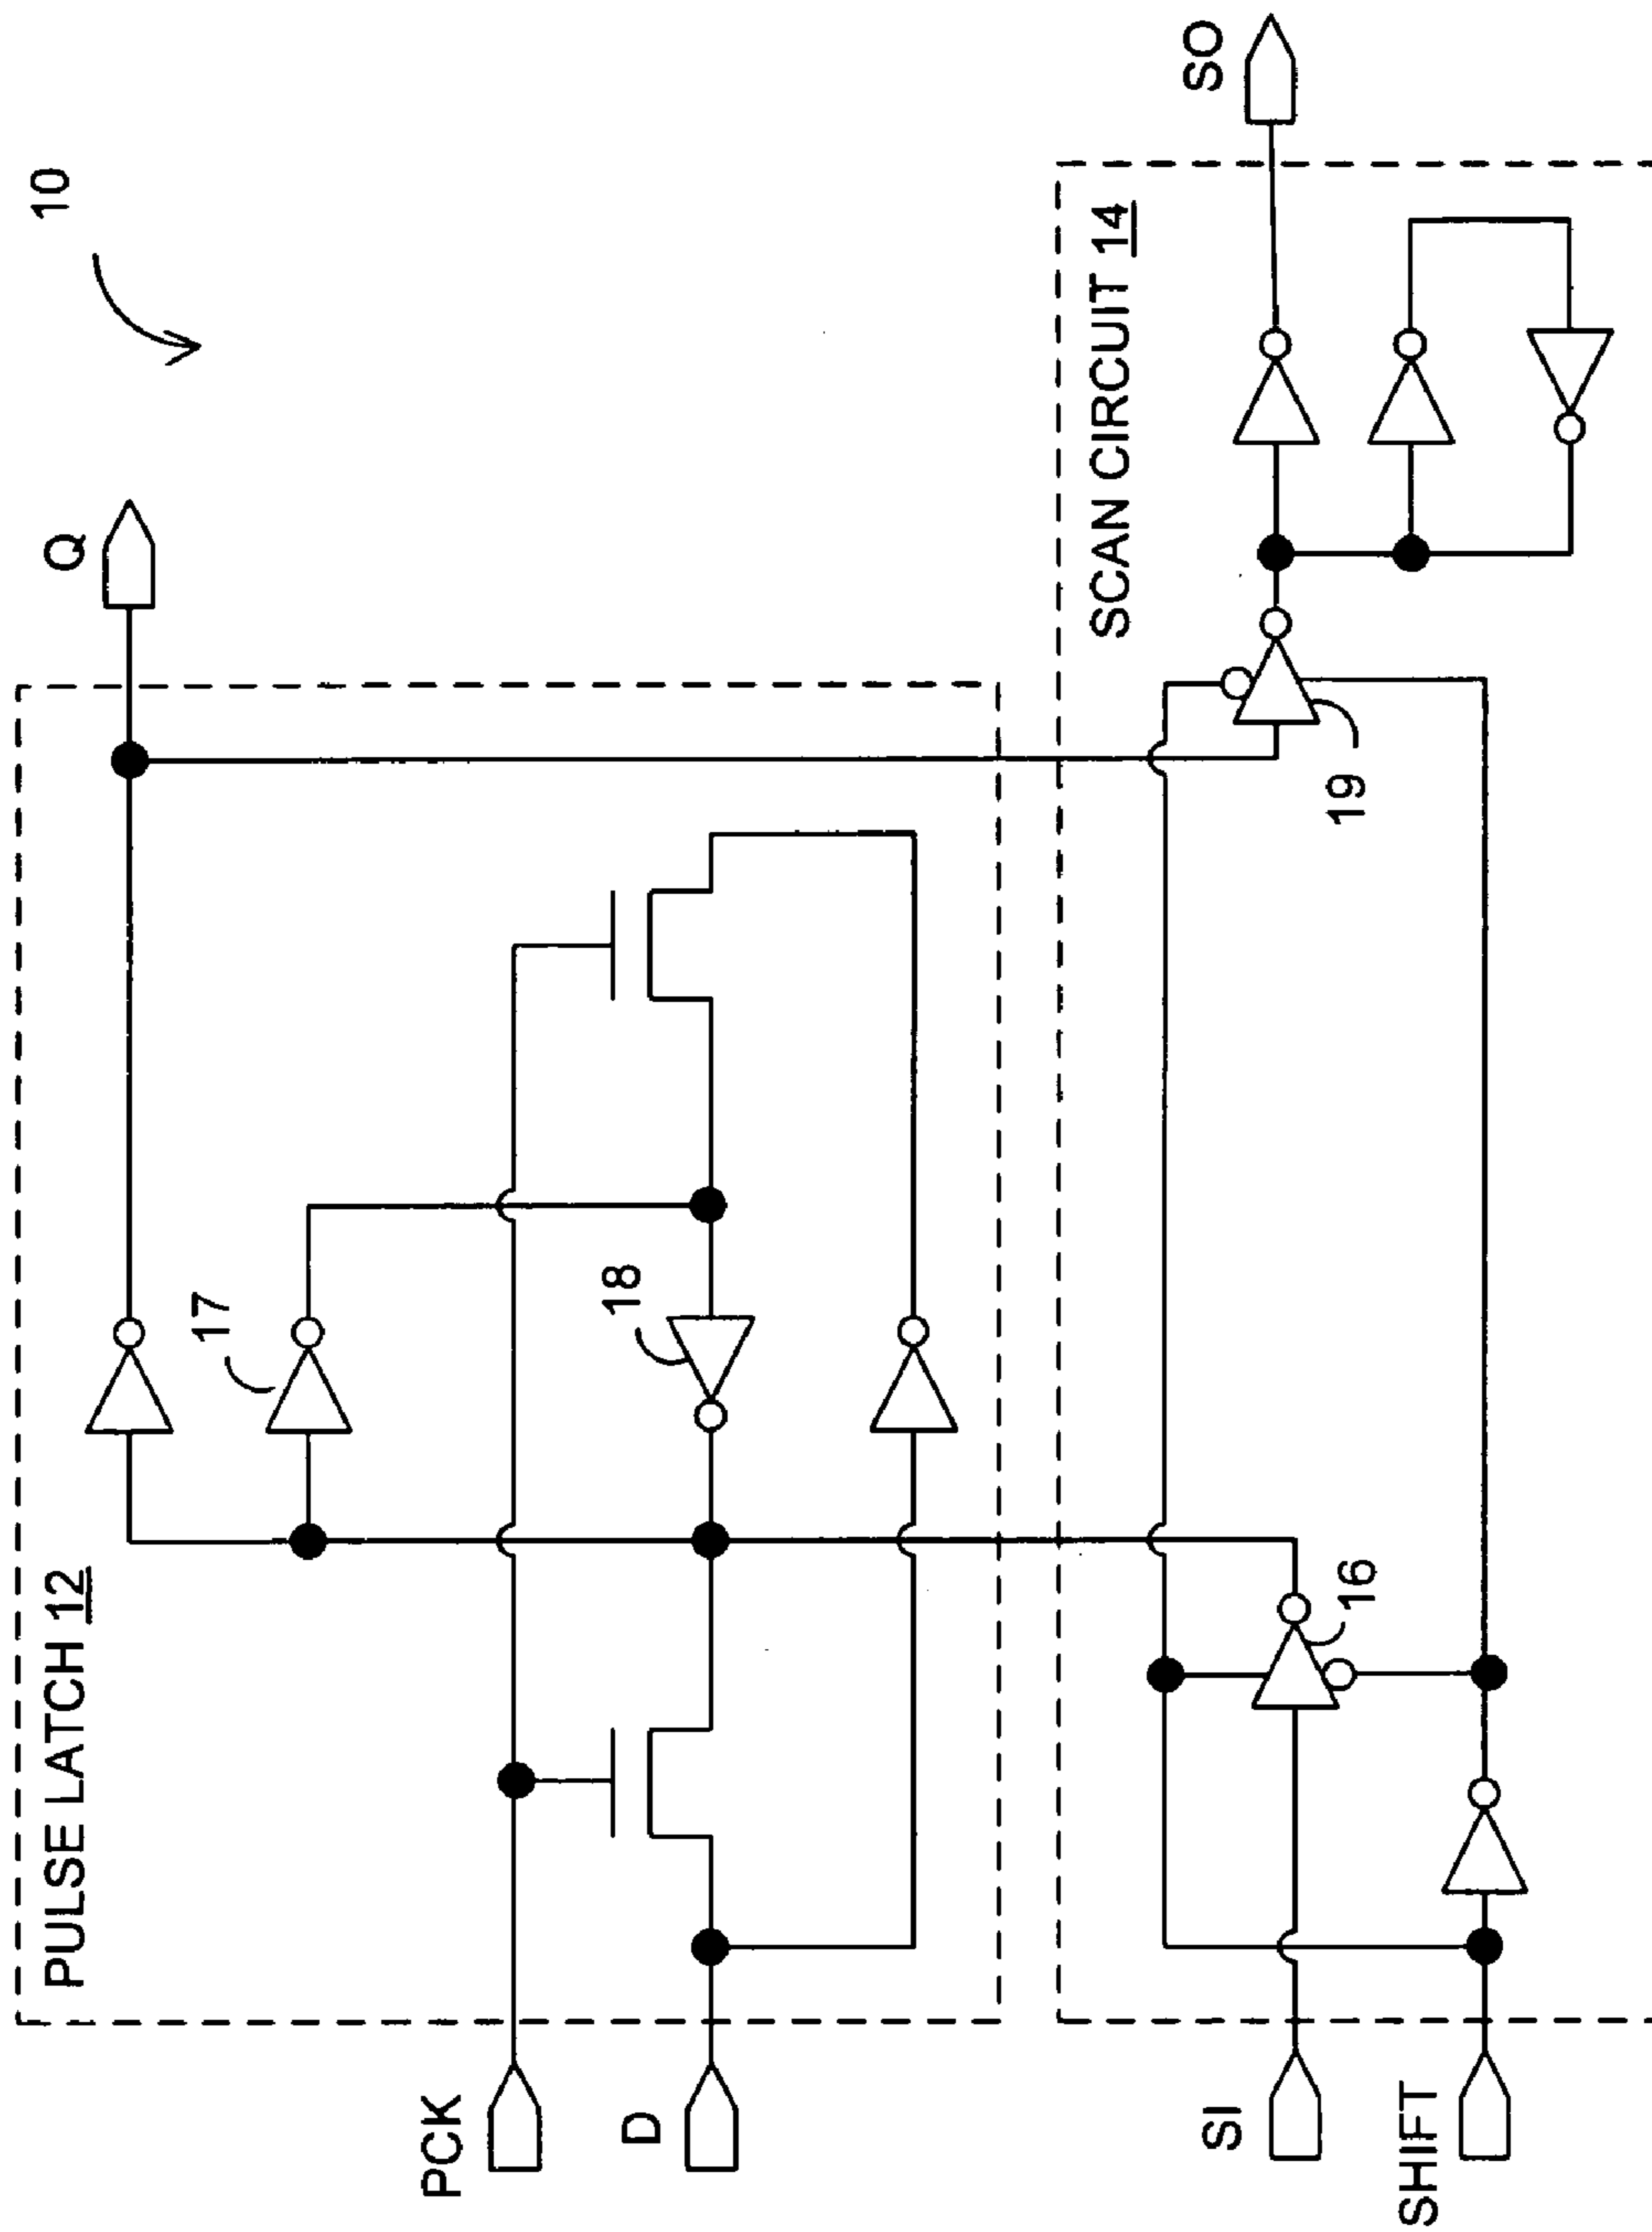 10
Q
PULSE LATCH 12
17
18
PCK
D
SCAN CIRCUIT 14
SO
19
16
SI
SHIFT